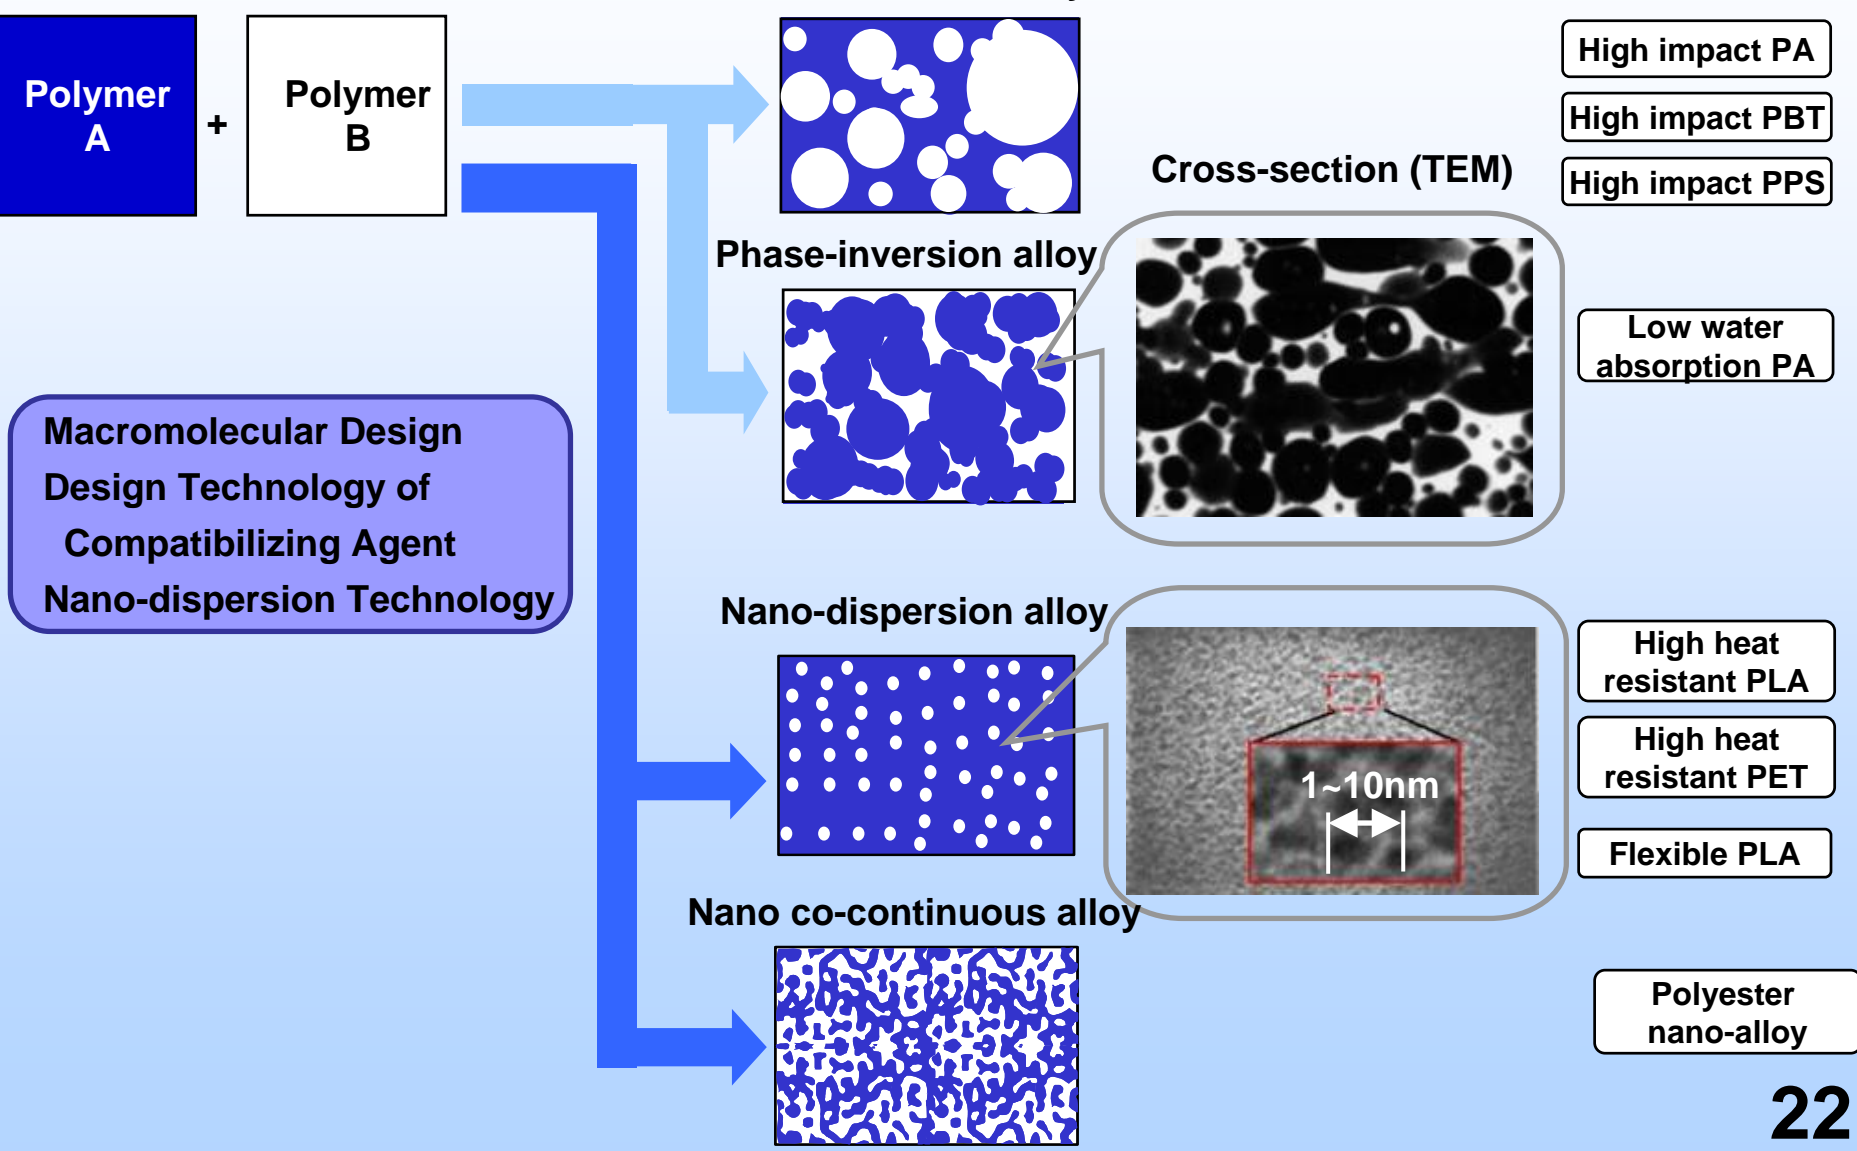 Polymer
A
+
Polymer
B
High impact PA
High impact PBT
High impact PPS
Cross-section (TEM)
Phase-inversion alloy
Low water
absorption PA
Macromolecular Design
Design Technology of
Compatibilizing Agent
Nano-dispersion Technology
Nano-dispersion alloy
High heat
resistant PLA
High heat
resistant PET
1~10nm
Flexible PLA
Nano co-continuous alloy
Polyester
nano-alloy
22